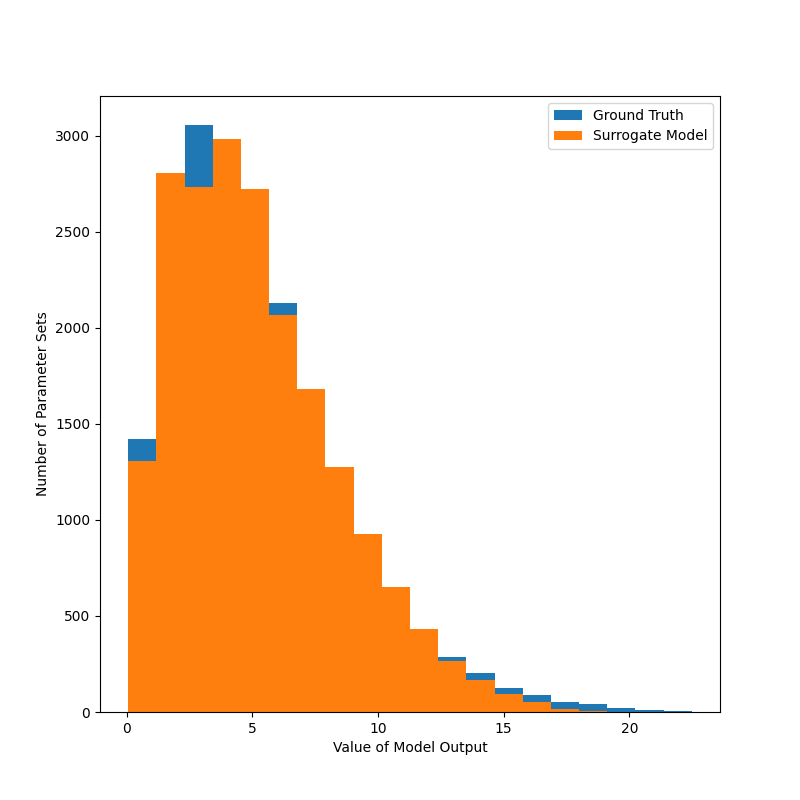 Ground Truth
Surrogate Model
3000
2500
2000
1500
1000
500
0
Number of Parameter Sets
0 5 10 15 20
Value of Model Output